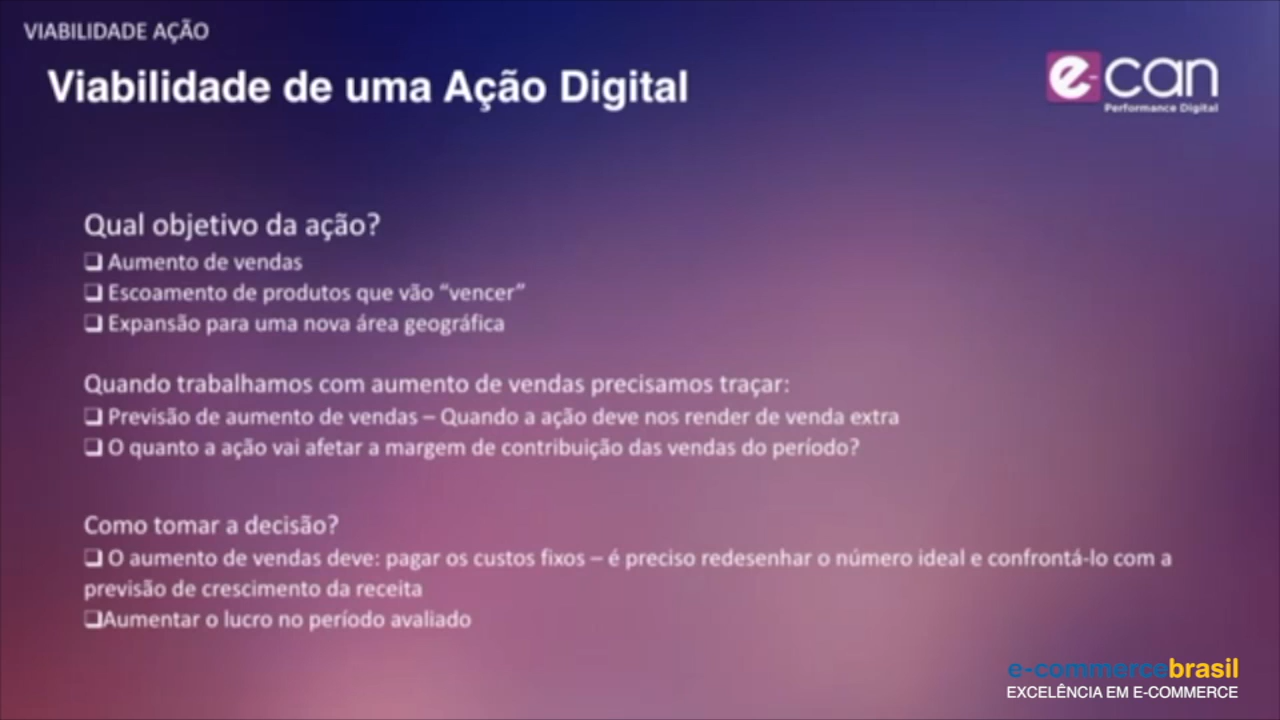 VIABILIDADE AÇÃO
Viabilidade de uma Ação Digital
e-can
Performance Digital
Qual objetivo da ação?
❑ Aumento de vendas
❑ Escoamento de produtos que vão “vencer”
❑ Expansão para uma nova área geográfica
Quando trabalhamos com aumento de vendas precisamos traçar:
❑ Previsão de aumento de vendas – Quando a ação deve nos render de venda extra
❑ O quanto a ação vai afetar a margem de contribuição das vendas do período?
Como tomar a decisão?
❑ O aumento de vendas deve: pagar os custos fixos – é preciso redesenhar o número ideal e confrontá-lo com a
previsão de crescimento da receita
❑Aumentar o lucro no período avaliado
e-commercebrasil
EXCELÊNCIA EM E-COMMERCE